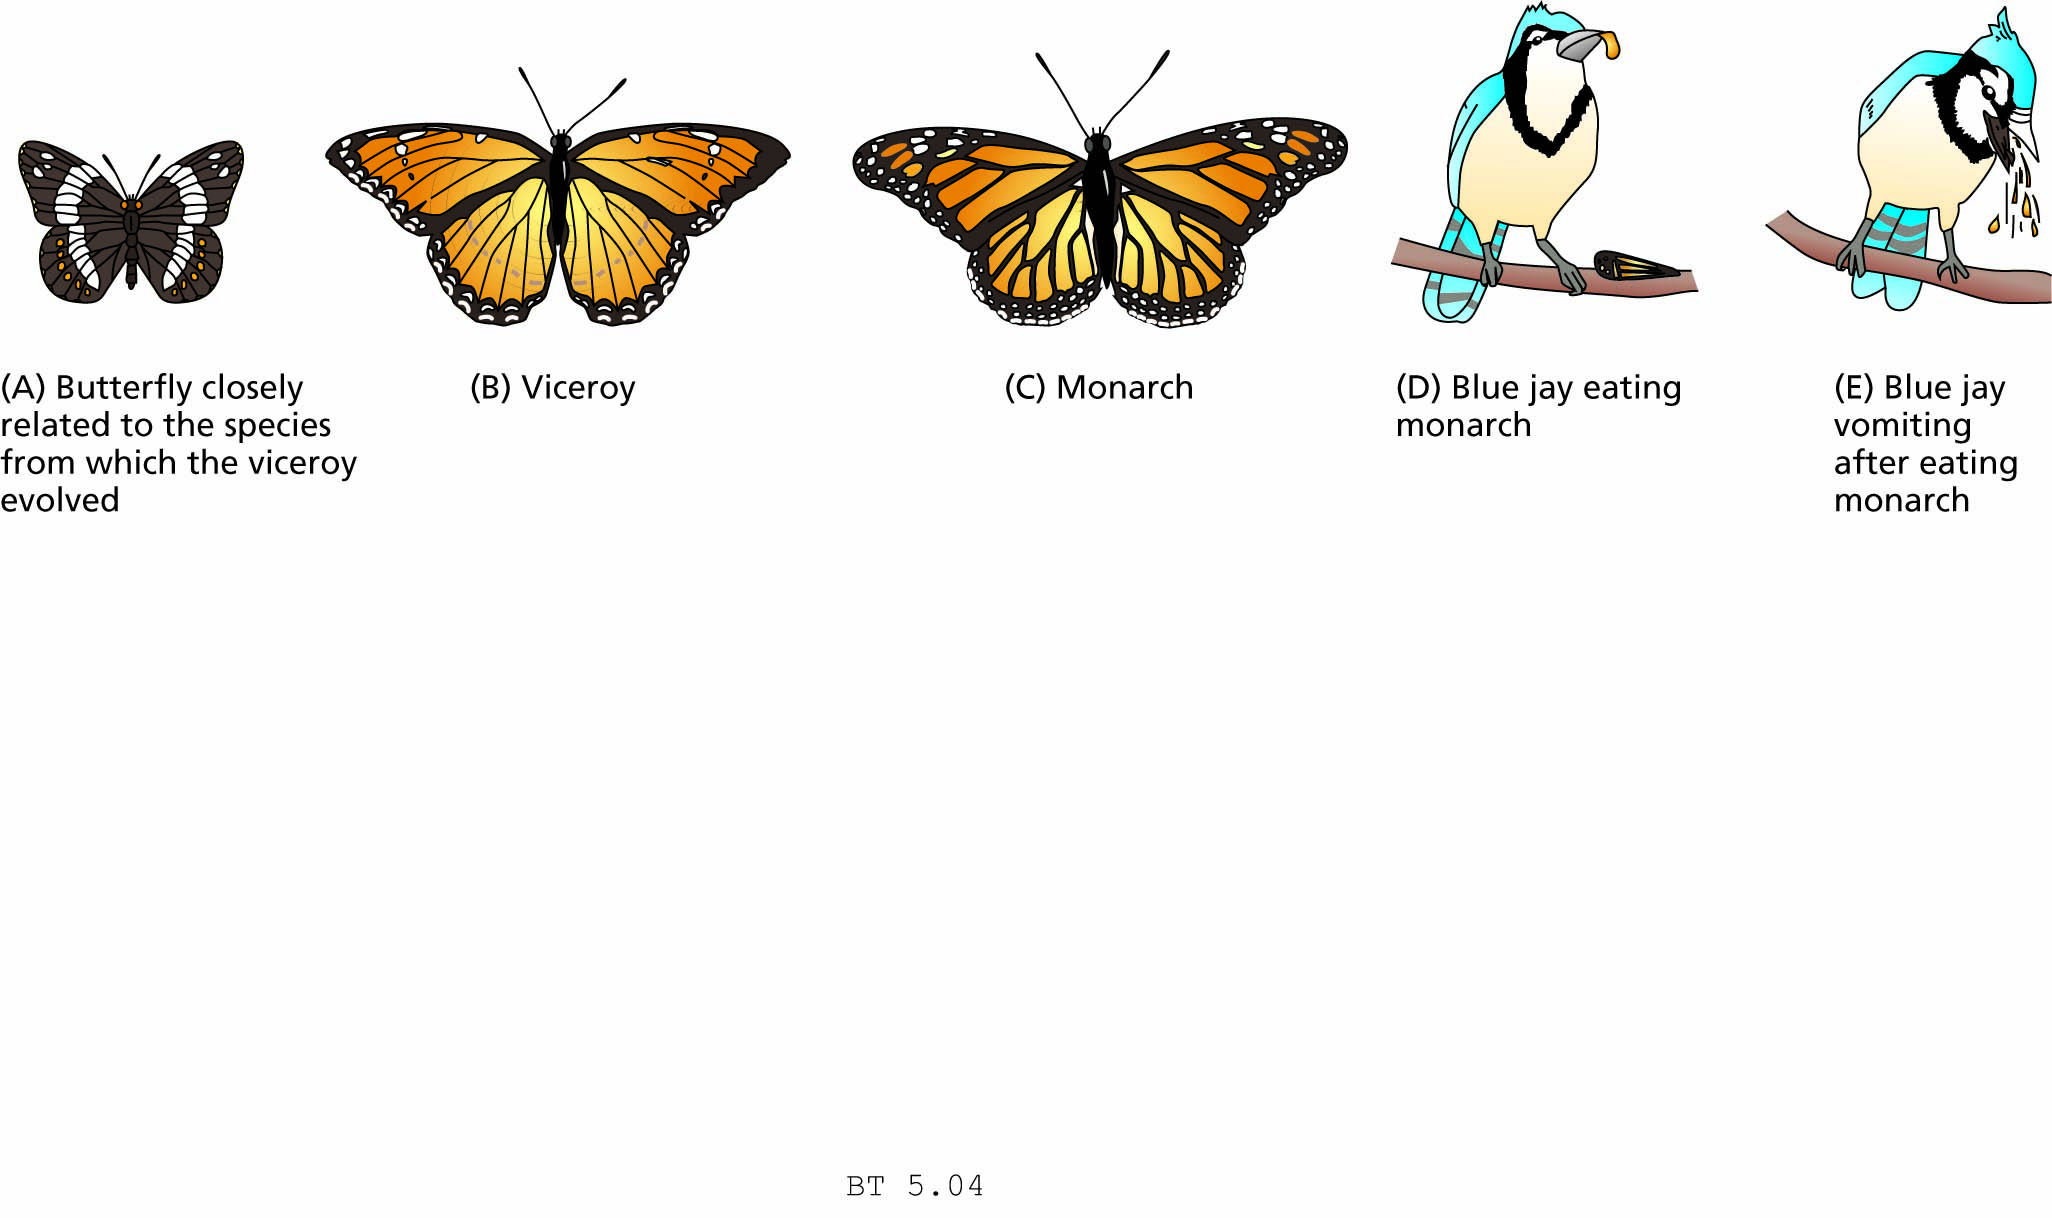 (A) Butterfly closely
related to the species
from which the viceroy
evolved
(B) Viceroy
(C) Monarch
(D) Blue jay eating
monarch
(E) Blue jay
vomiting
after eating
monarch
BT 5.04